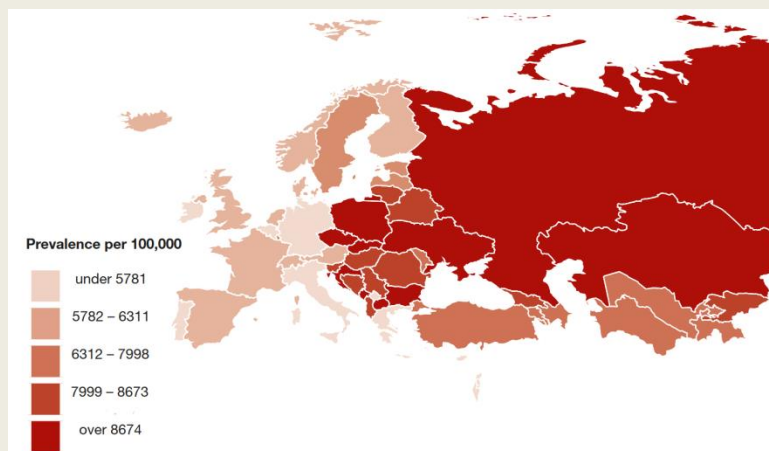 Prevalence per 100,000
under 5781
5782 – 6311
6312 – 7998
7999 – 8673
over 8674